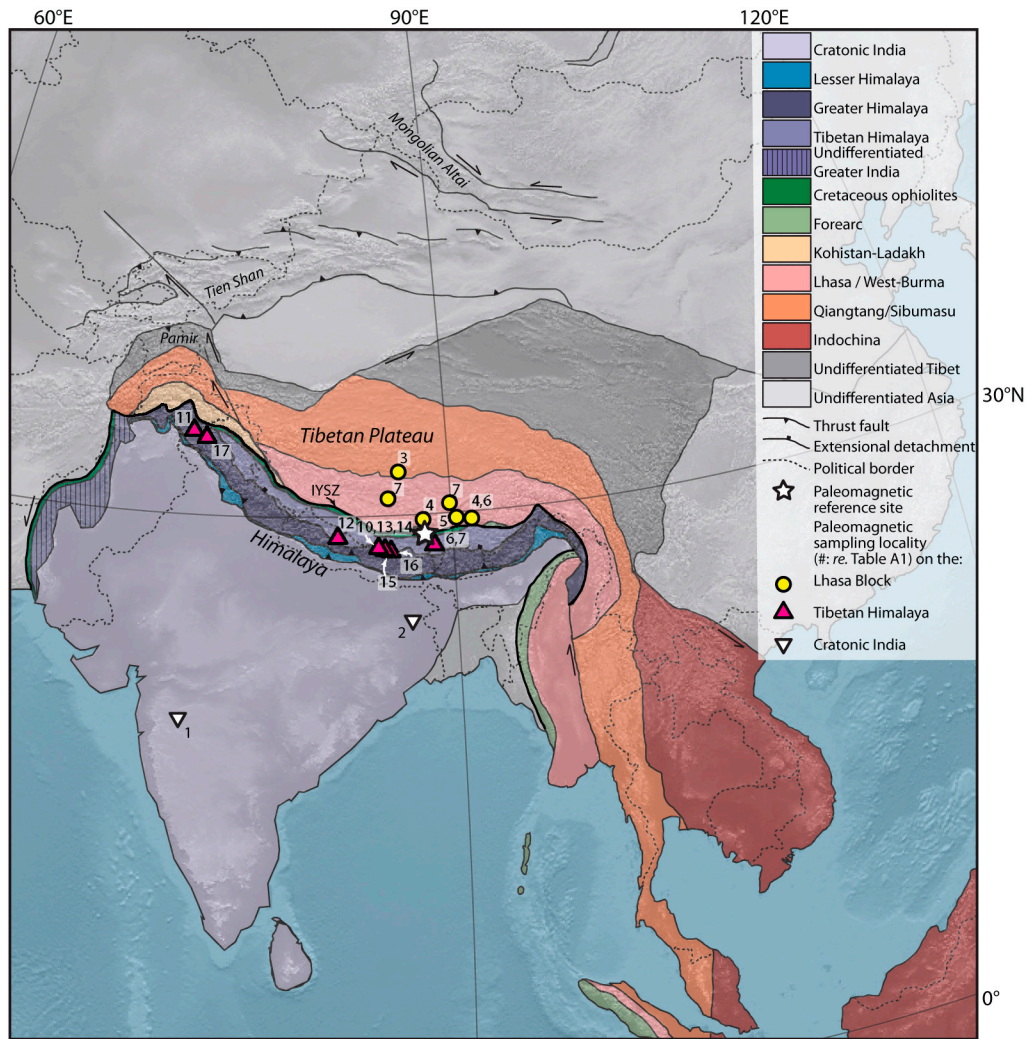 60°E
90°E
120°E
Cratonic India
Lesser Himalaya
Greater Himalaya
Tibetan Himalaya
Undifferentiated
Greater India
Cretaceous ophiolites
Forearc
Kohistan-Ladakh
Lhasa / West-Burma
Qiangtang/Sibumasu
Indochina
Undifferentiated Tibet
Undifferentiated Asia
Thrust fault
Extensional detachment
Political border
Paleomagnetic
reference site
Paleomagnetic
sampling locality
(#: re. Table A1) on the:
Lhasa Block
Tibetan Himalaya
Cratonic India
Mongolian Altai
Tien Shan
Pamir
30°N
11
17
Tibetan Plateau
3
7
7
IYSZ
4
4,6
5
12
10,13,14
6,7
16
15
Himalaya
2
1
0°